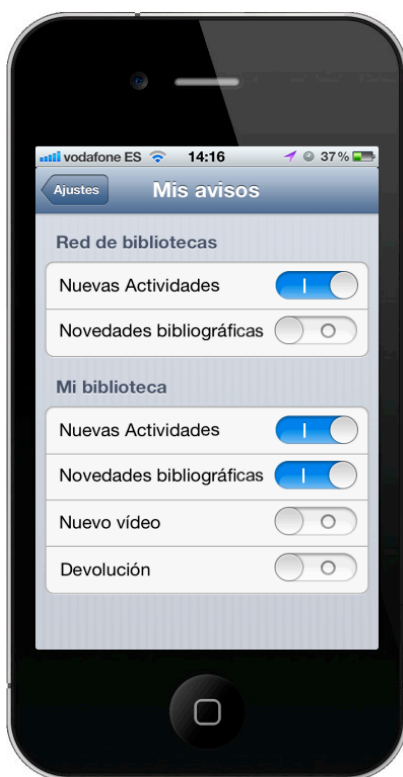 vodafone ES 14:16 37%
Ajustes Mis avisos
Red de bibliotecas
Nuevas Actividades
Novedades bibliográficas
Mi biblioteca
Nuevas Actividades
Novedades bibliográficas
Nuevo vídeo
Devolución